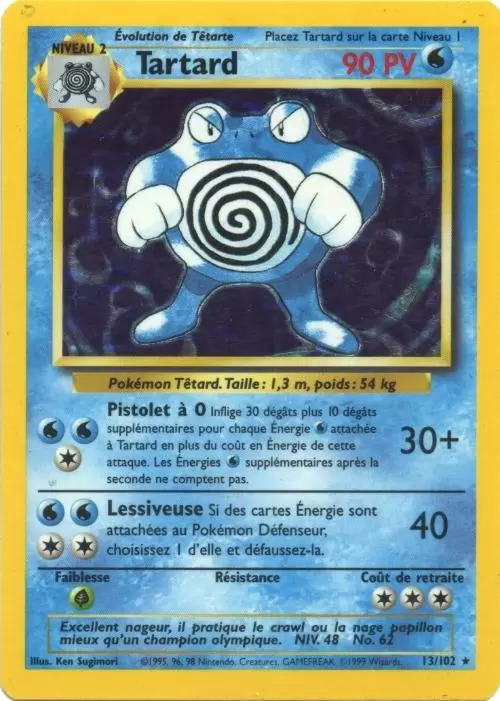 Évolution de Têtarte Placez Tartard sur la carte Niveau 1
NIVEAU 2
Tartard 90 PV
Pokémon Têtard. Taille : 1,3 m, poids : 54 kg
Pistolet à O Inflige 30 dégâts plus 10 dégâts
supplémentaires pour chaque Énergie attachée
à Tartard en plus du coût en Énergie de cette
attaque. Les Énergies supplémentaires après la
seconde ne comptent pas.
30+
Lessiveuse Si des cartes Énergie sont
attachées au Pokémon Défenseur,
choisissez 1 d'elle et défaussez-la.
40
Faiblesse Résistance Coût de retraite
Excellent nageur, il pratique le crawl ou la nage papillon
mieux qu'un champion olympique. NIV. 48 No. 62
Illus. Ken Sugimori ©1995, 96, 98 Nintendo, Creatures, GAMEFREAK. ©1999 Wizards. 13/102 ★